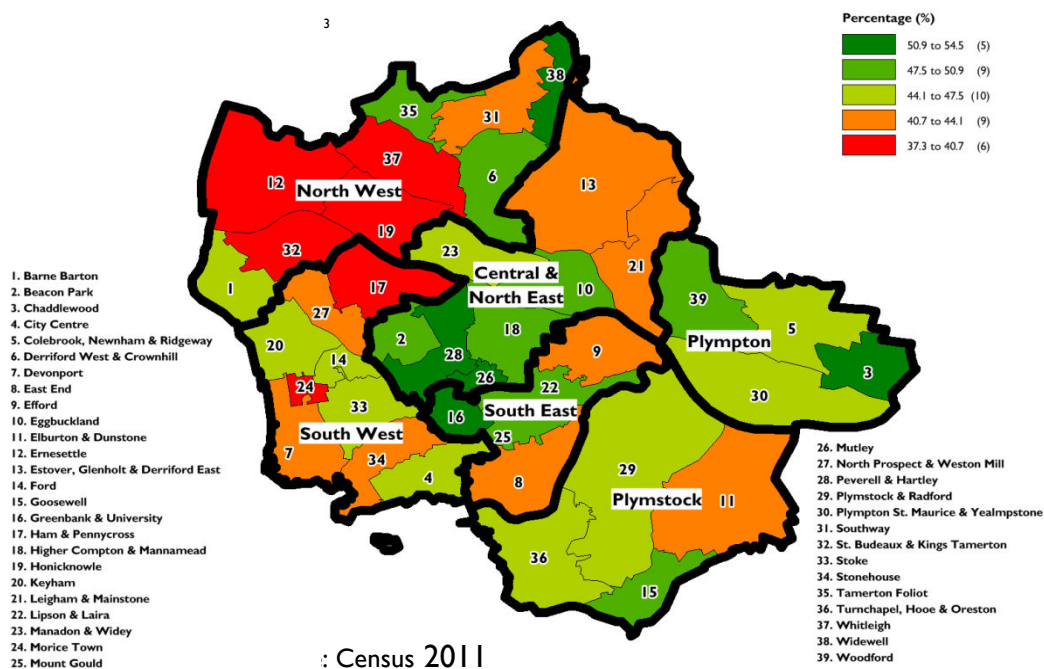 3
Percentage (%)
50.9 to 54.5 (5)
47.5 to 50.9 (9)
44.1 to 47.5 (10)
40.7 to 44.1 (9)
37.3 to 40.7 (6)
38
35
31
37
6
12
North West
13
19
32
23
21
1
17
Central &
North East
10
39
27
5
20
2
18
Plympton
28
14
9
3
26
24
22
30
33
16
South East
South West
25
7
34
29
4
8
Plymstock
11
36
15
1. Barne Barton
2. Beacon Park
3. Chaddlewood
4. City Centre
5. Colebrook, Newnham & Ridgeway
6. Derriford West & Crownhill
7. Devonport
8. East End
9. Efford
10. Eggbuckland
11. Elburton & Dunstone
12. Ernesettle
13. Estover, Glenholt & Derriford East
14. Ford
15. Goosewell
16. Greenbank & University
17. Ham & Pennycross
18. Higher Compton & Mannamead
19. Honicknowle
20. Keyham
21. Leigham & Mainstone
22. Lipson & Laira
23. Manadon & Widey
24. Morice Town
25. Mount Gould
26. Mutley
27. North Prospect & Weston Mill
28. Peverell & Hartley
29. Plymstock & Radford
30. Plympton St. Maurice & Yealmpstone
31. Southway
32. St. Budeaux & Kings Tamerton
33. Stoke
34. Stonehouse
35. Tamerton Foliot
36. Turnchapel, Hooe & Oreston
37. Whitleigh
38. Widewell
39. Woodford
: Census 2011